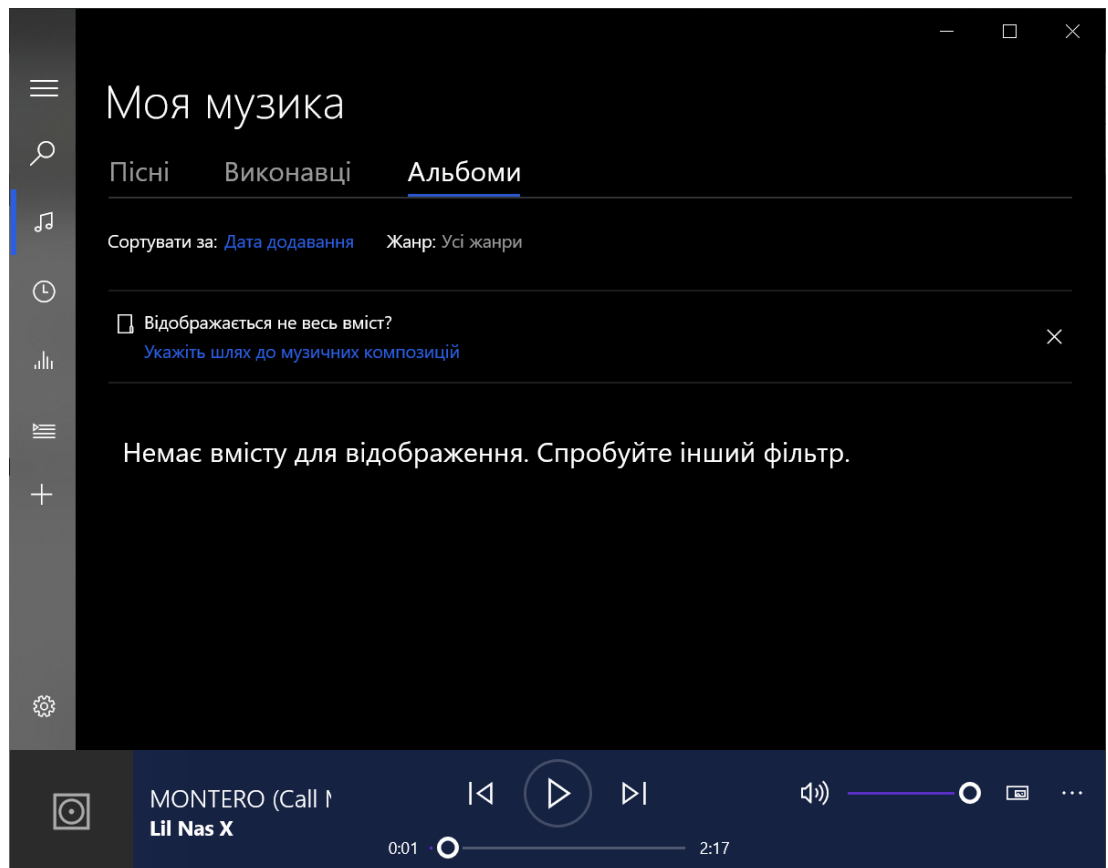 Моя музика
Пісні Виконавці Альбоми
Сортувати за: Дата додавання Жанр: Усі жанри
Відображається не весь вміст?
Укажіть шлях до музичних композицій
Немає вмісту для відображення. Спробуйте інший фільтр.
MONTERO (Call
Lil Nas X
0:01 2:17